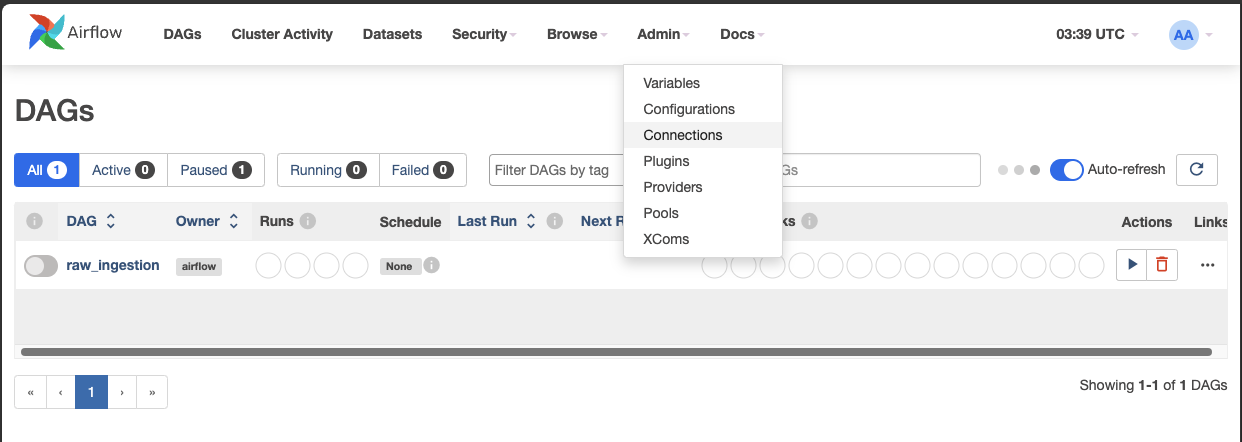 Airflow DAGs Cluster Activity Datasets Security Browse Admin Docs 03:39 UTC AA
Variables
Configurations
Connections
Plugins
Providers
Pools
XComs
DAGs
All 1 Active 0 Paused 1 Running 0 Failed 0 Filter DAGs by tag Gs Auto-refresh
i DAG Owner Runs i Schedule Last Run i Next R ks i Actions Links
raw_ingestion airflow None i ...
« ‹ 1 › » Showing 1-1 of 1 DAGs